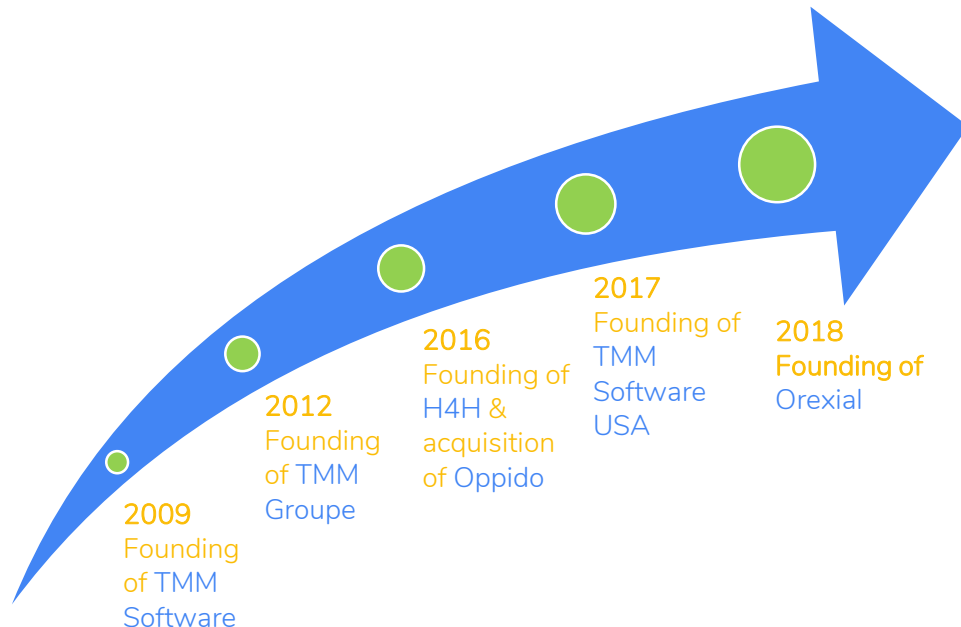 2009
Founding
of TMM
Software
2012
Founding
of TMM
Groupe
2016
Founding of
H4H &
acquisition
of Oppido
2017
Founding of
TMM
Software
USA
2018
Founding of
Orexial